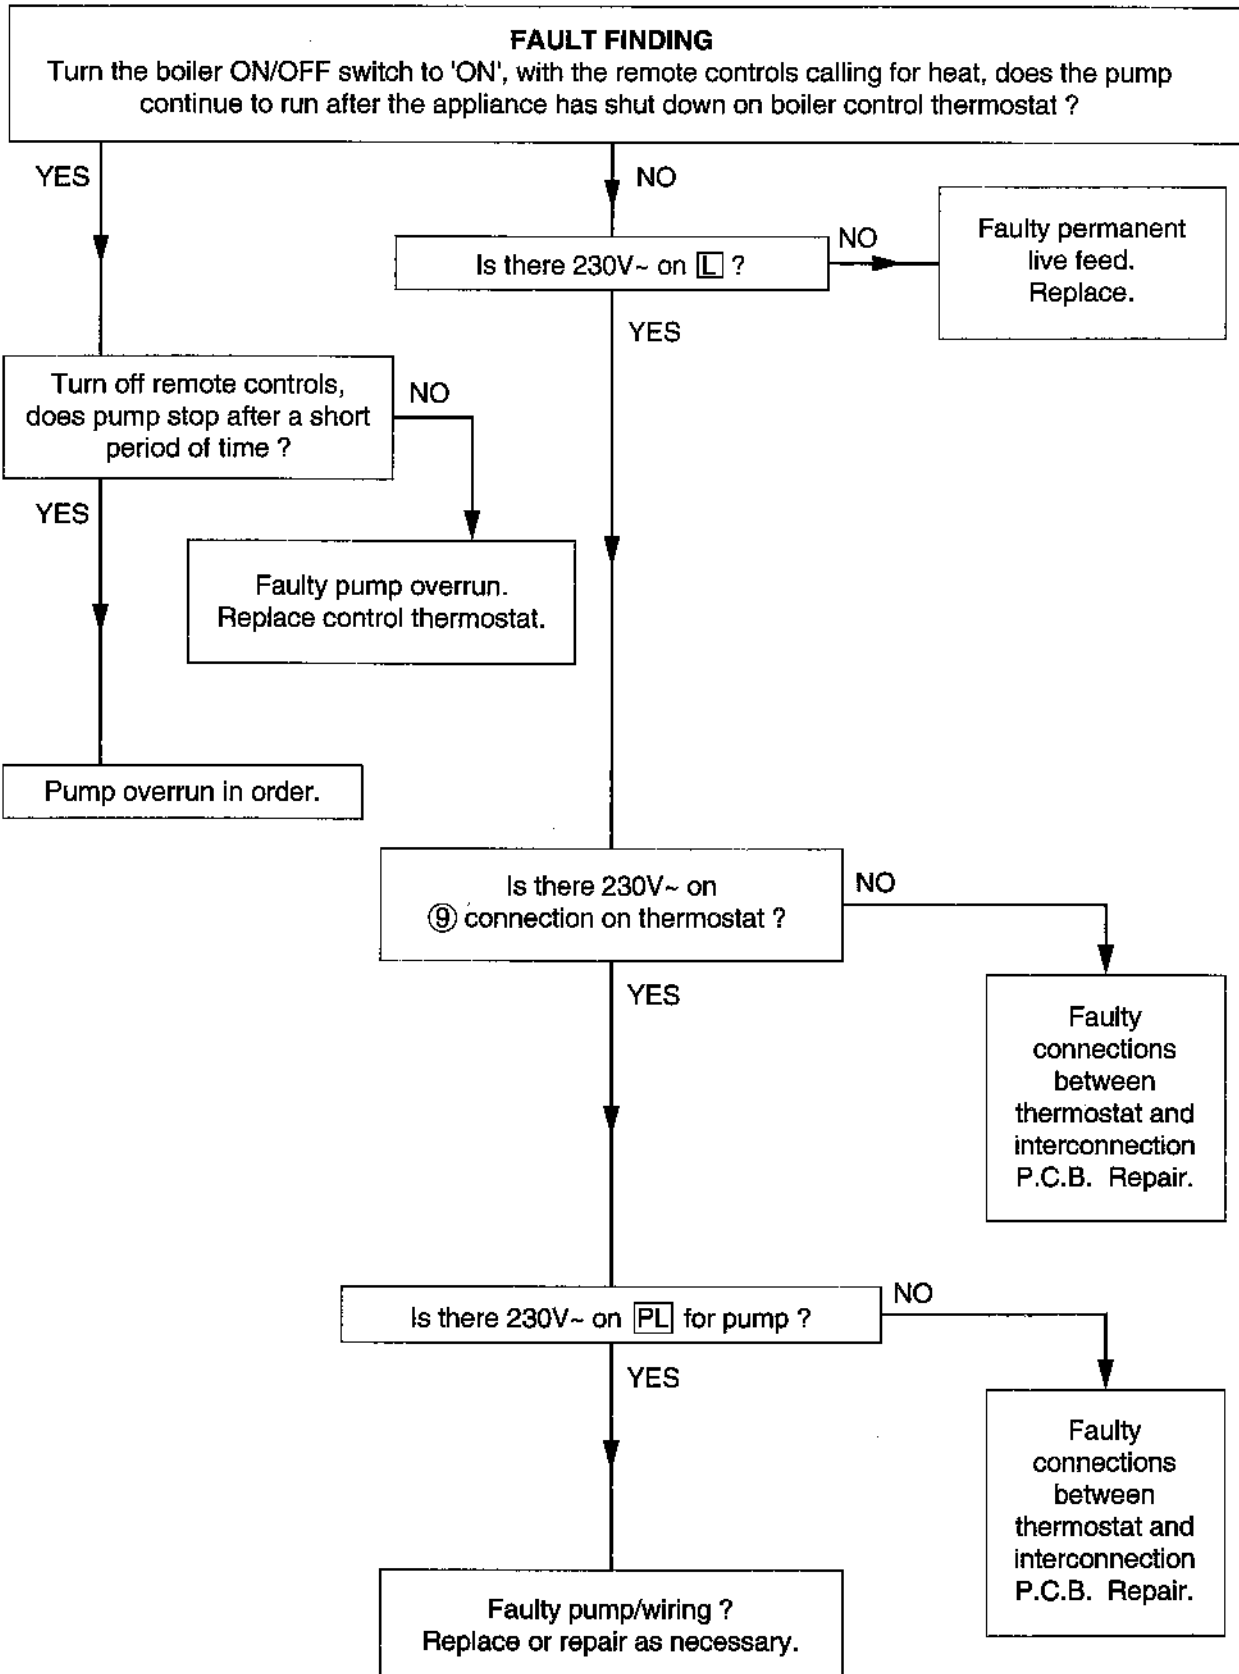 FAULT FINDING
Turn the boiler ON/OFF switch to 'ON', with the remote controls calling for heat, does the pump
continue to run after the appliance has shut down on boiler control thermostat ?
YES
NO
Is there 230V~ on L ?
NO
Faulty permanent
live feed.
Replace.
YES
Turn off remote controls,
does pump stop after a short
period of time ?
NO
YES
Faulty pump overrun.
Replace control thermostat.
Pump overrun in order.
Is there 230V~ on
⑨ connection on thermostat ?
NO
YES
Faulty
connections
between
thermostat and
interconnection
P.C.B. Repair.
Is there 230V~ on PL for pump ?
NO
YES
Faulty
connections
between
thermostat and
interconnection
P.C.B. Repair.
Faulty pump/wiring ?
Replace or repair as necessary.